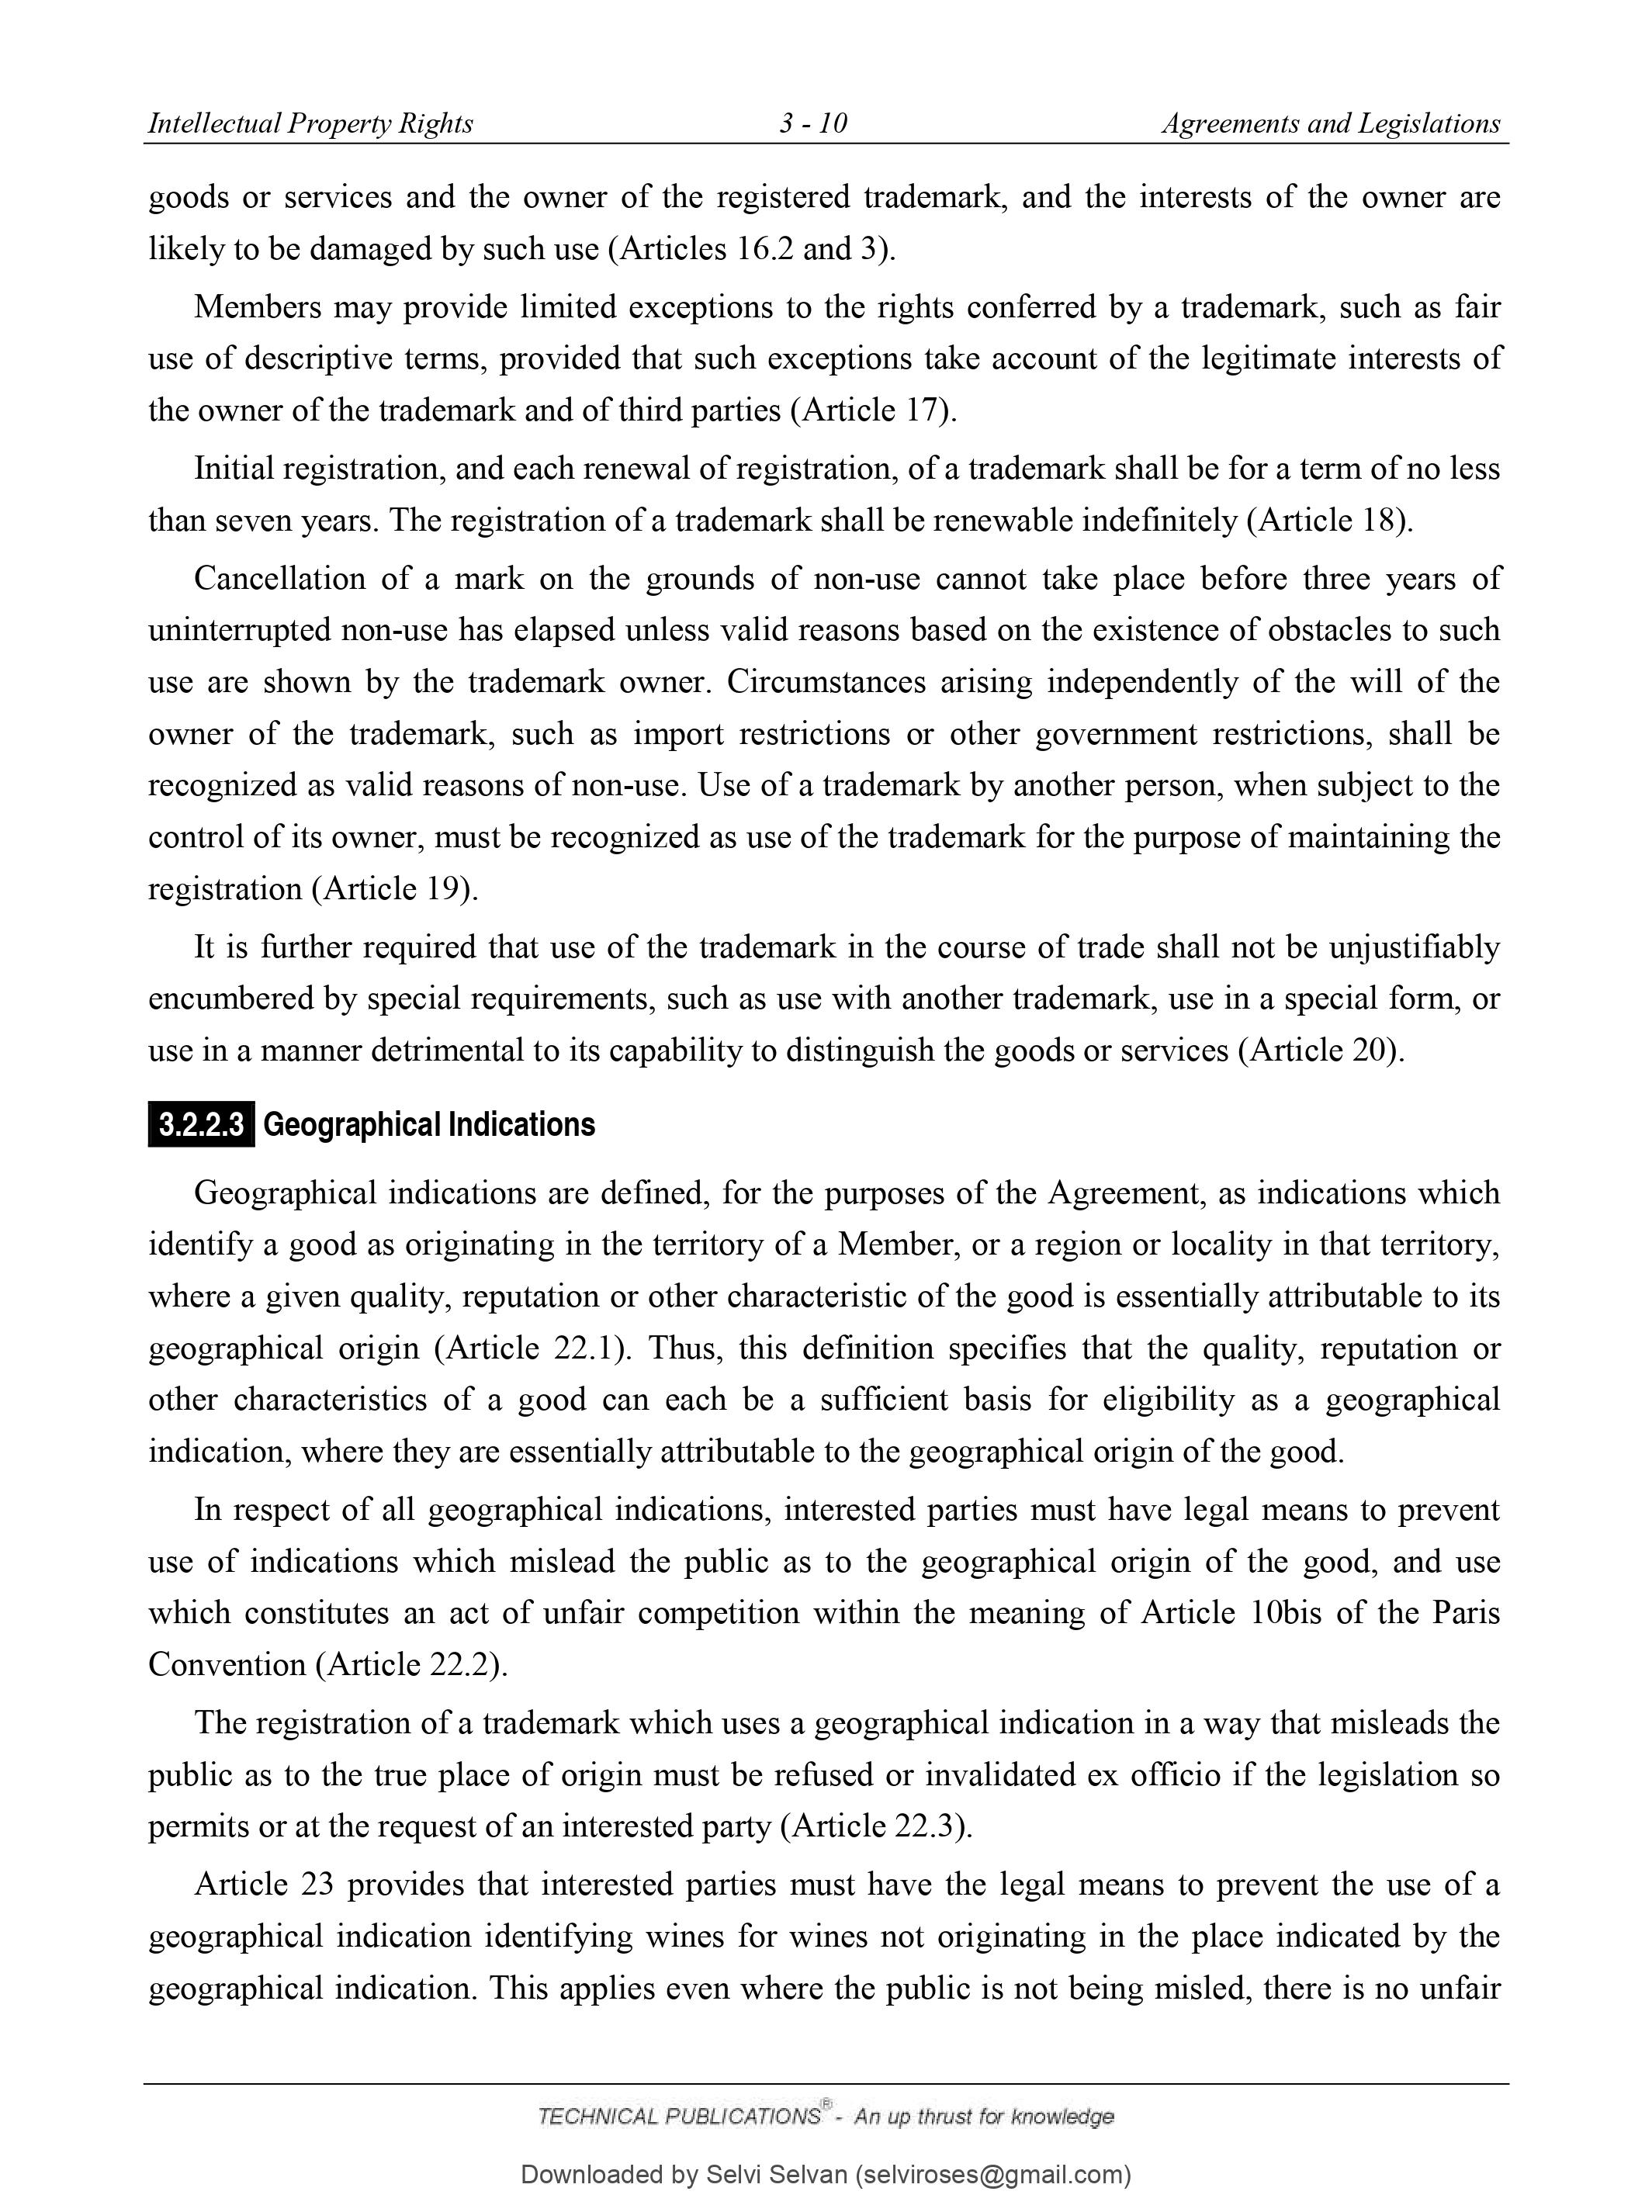 Intellectual Property Rights 3 - 10 Agreements and Legislations
goods or services and the owner of the registered trademark, and the interests of the owner are
likely to be damaged by such use (Articles 16.2 and 3).
Members may provide limited exceptions to the rights conferred by a trademark, such as fair
use of descriptive terms, provided that such exceptions take account of the legitimate interests of
the owner of the trademark and of third parties (Article 17).
Initial registration, and each renewal of registration, of a trademark shall be for a term of no less
than seven years. The registration of a trademark shall be renewable indefinitely (Article 18).
Cancellation of a mark on the grounds of non-use cannot take place before three years of
uninterrupted non-use has elapsed unless valid reasons based on the existence of obstacles to such
use are shown by the trademark owner. Circumstances arising independently of the will of the
owner of the trademark, such as import restrictions or other government restrictions, shall be
recognized as valid reasons of non-use. Use of a trademark by another person, when subject to the
control of its owner, must be recognized as use of the trademark for the purpose of maintaining the
registration (Article 19).
It is further required that use of the trademark in the course of trade shall not be unjustifiably
encumbered by special requirements, such as use with another trademark, use in a special form, or
use in a manner detrimental to its capability to distinguish the goods or services (Article 20).
3.2.2.3 Geographical Indications
Geographical indications are defined, for the purposes of the Agreement, as indications which
identify a good as originating in the territory of a Member, or a region or locality in that territory,
where a given quality, reputation or other characteristic of the good is essentially attributable to its
geographical origin (Article 22.1). Thus, this definition specifies that the quality, reputation or
other characteristics of a good can each be a sufficient basis for eligibility as a geographical
indication, where they are essentially attributable to the geographical origin of the good.
In respect of all geographical indications, interested parties must have legal means to prevent
use of indications which mislead the public as to the geographical origin of the good, and use
which constitutes an act of unfair competition within the meaning of Article 10bis of the Paris
Convention (Article 22.2).
The registration of a trademark which uses a geographical indication in a way that misleads the
public as to the true place of origin must be refused or invalidated ex officio if the legislation so
permits or at the request of an interested party (Article 22.3).
Article 23 provides that interested parties must have the legal means to prevent the use of a
geographical indication identifying wines for wines not originating in the place indicated by the
geographical indication. This applies even where the public is not being misled, there is no unfair
TECHNICAL PUBLICATIONS® - An up thrust for knowledge
Downloaded by Selvi Selvan (selviroses@gmail.com)